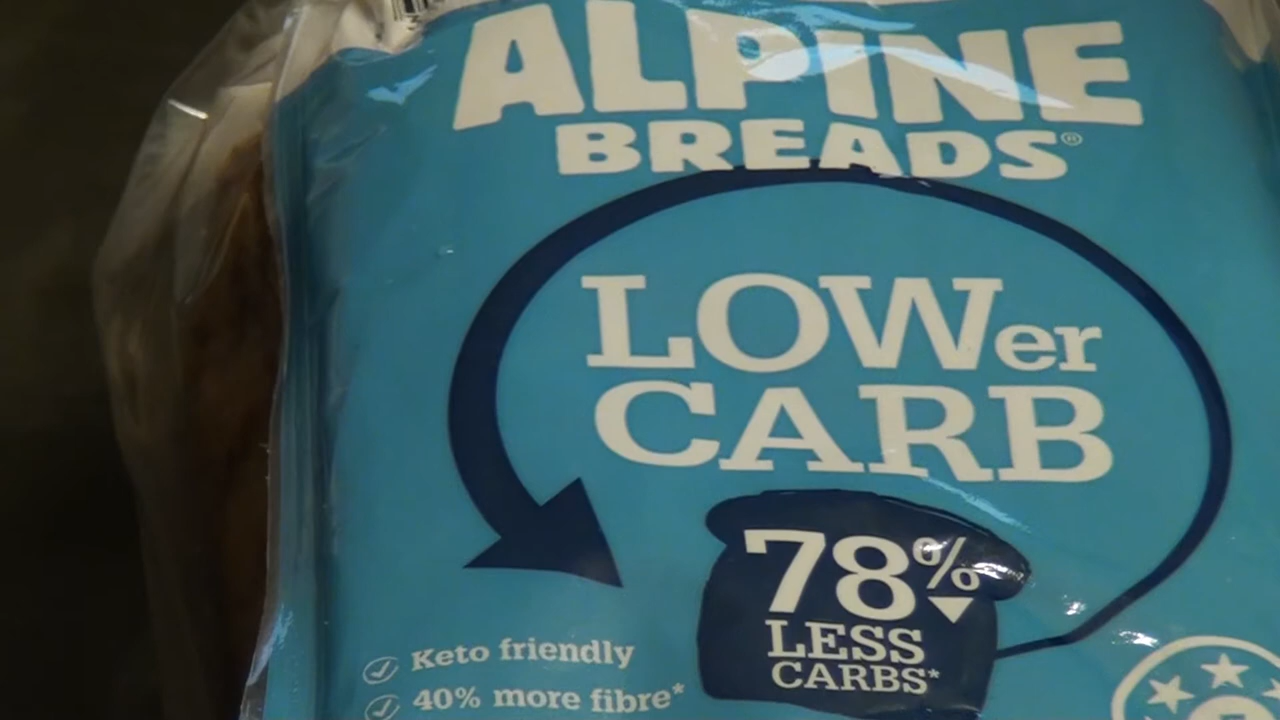 ALPINE
BREADS®
LOWer
CARB
78%
LESS
CARBS*
Keto friendly
40% more fibre*